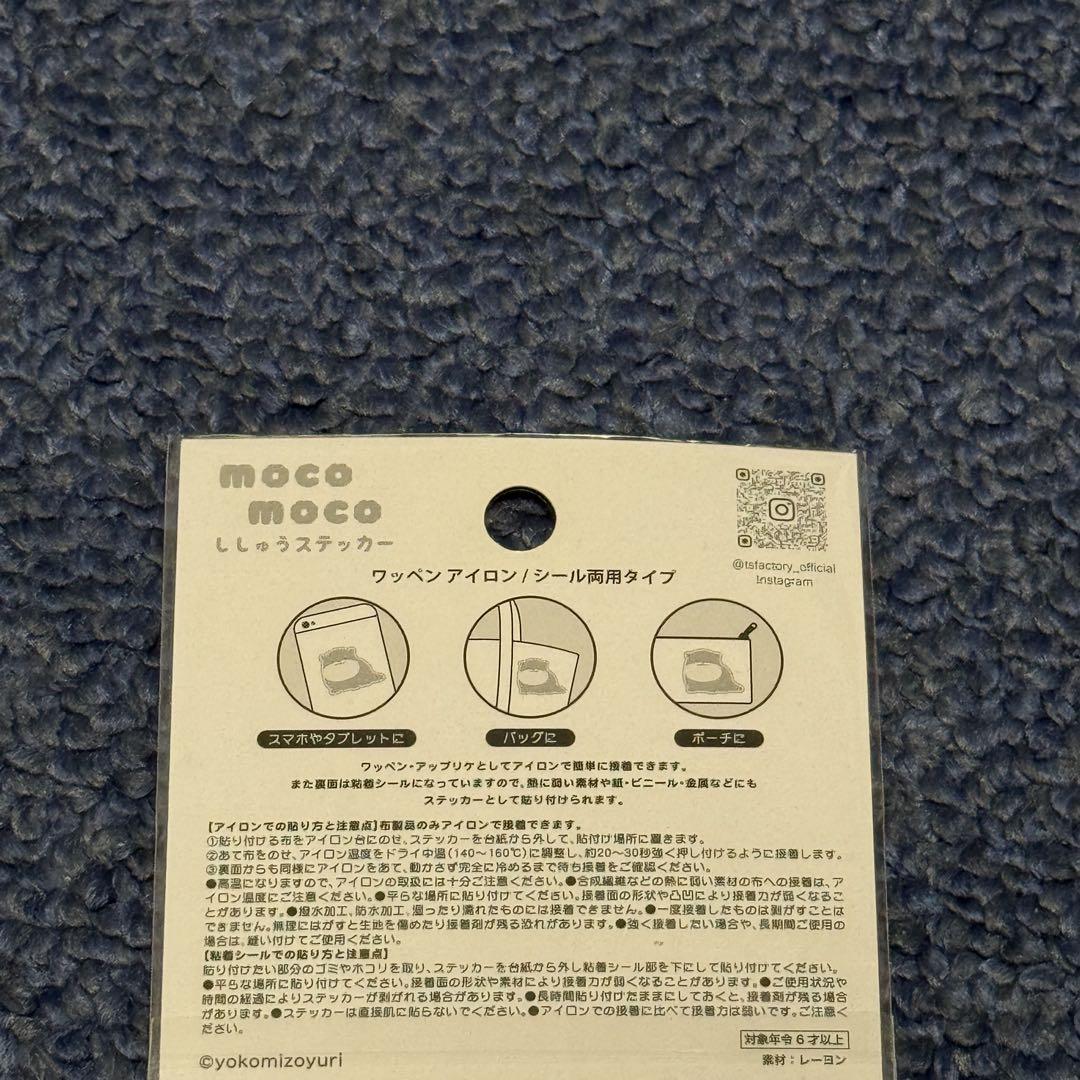 moco
moco
ししゅうステッカー
@tsfactory_official
Instagram
ワッペン アイロン / シール両用タイプ
スマホやタブレットに
バッグに
ポーチに
ワッペン・アップリケとしてアイロンで簡単に接着できます。
また裏面は粘着シールになっていますので、熱に弱い素材や紙・ビニール・金属などにも
ステッカーとして貼り付けられます。
【アイロンでの貼り方と注意点】布製品のみアイロンで接着できます。
①貼り付ける布をアイロン台にのせ、ステッカーを台紙から外して、貼付け場所に置きます。
②あて布をのせ、アイロン温度をドライ中温(140～160℃)に調整し、約20～30秒強く押し付けるように接着します。
③裏面からも同様にアイロンをあて、動かさず完全に冷めるまで待ち接着をご確認ください。
●高温になりますので、アイロンの取扱には十分ご注意ください。●合成繊維などの熱に弱い素材の布への接着は、ア
イロン温度にご注意ください。●平らな場所に貼り付けてください。接着面の形状や凸凹により接着力が弱くなるこ
とがあります。●撥水加工、防水加工、湿ったり濡れたものには接着できません。●一度接着したものは剥がすことは
できません。無理にはがすと生地を傷めたり接着剤が残る恐れがあります。●強く接着したい場合や、長期間ご使用の
場合は、縫い付けてご使用ください。
【粘着シールでの貼り方と注意点】
貼り付けたい部分のゴミやホコリを取り、ステッカーを台紙から外し粘着シール部を下にして貼り付けてください。
●平らな場所に貼り付けてください。接着面の形状や素材により接着力が弱くなることがあります。●ご使用状況や
時間の経過によりステッカーが剥がれる場合があります。●長時間貼り付けたままにしておくと、接着剤が残る場合
があります。●ステッカーは直接肌に貼らないでください。●アイロンでの接着に比べて接着力は弱いです。ご注意く
ださい。
対象年令6才以上
©yokomizoyuri
素材：レーヨン